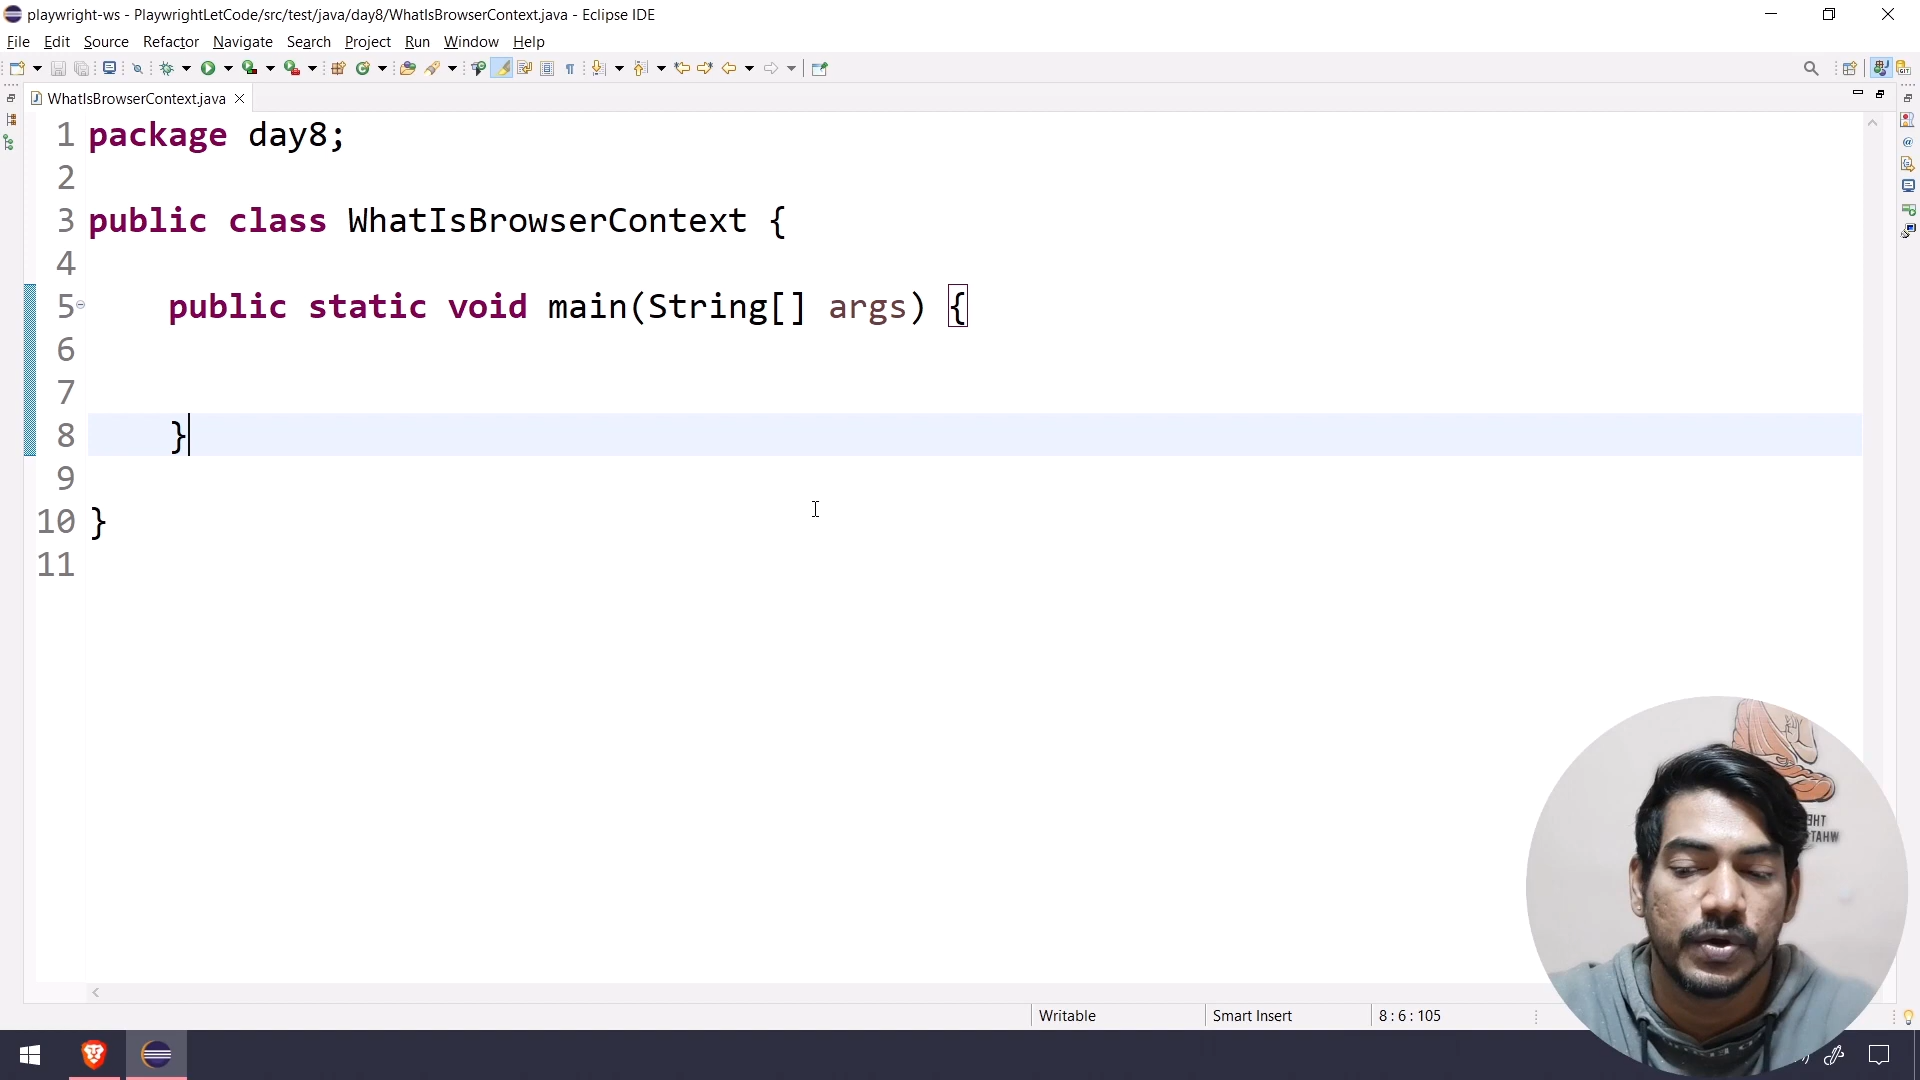 playwright-ws - PlaywrightLetCode/src/test/java/day8/WhatIsBrowserContext.java - Eclipse IDE
File Edit Source Refactor Navigate Search Project Run Window Help
WhatIsBrowserContext.java
1 package day8;
2
3 public class WhatIsBrowserContext {
4
5 public static void main(String[] args) {
6
7
8 }
9
10 }
11
Writable Smart Insert 8 : 6 : 105